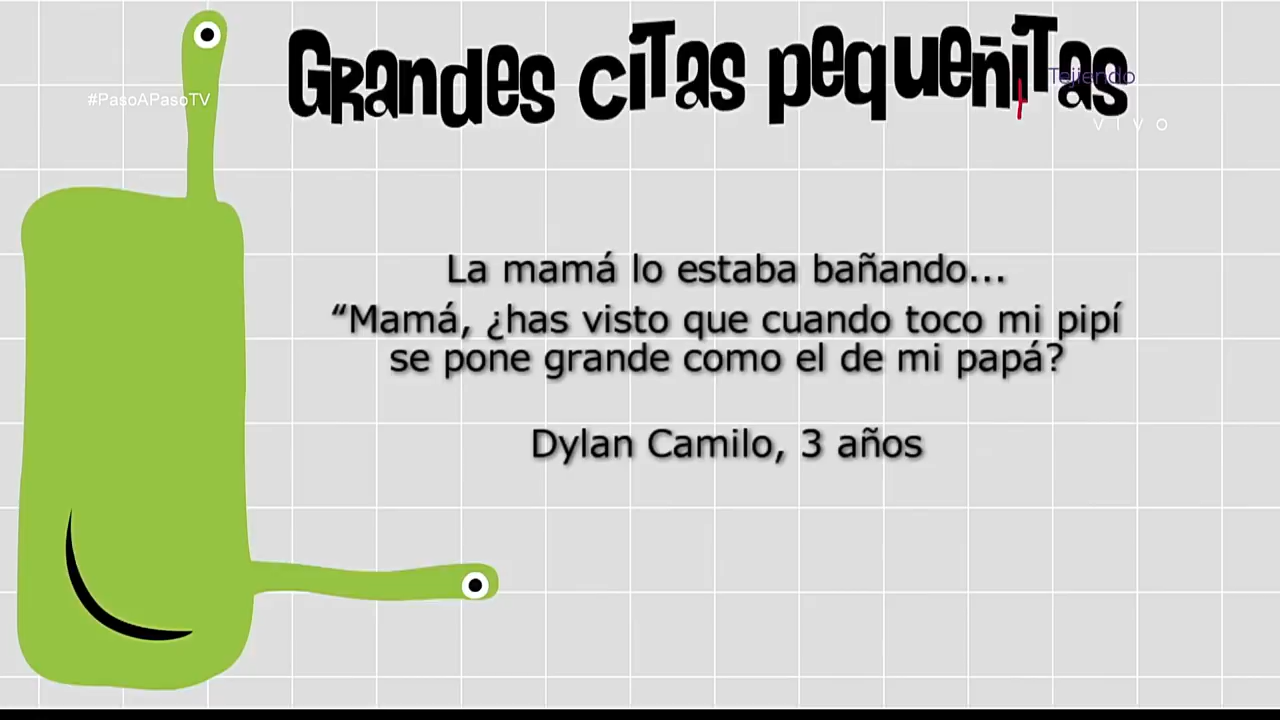 Grandes citas pequeñitas
#PasoAPasoTV
Tejiendo
VIVO
La mamá lo estaba bañando...
“Mamá, ¿has visto que cuando toco mi pipí
se pone grande como el de mi papá?
Dylan Camilo, 3 años